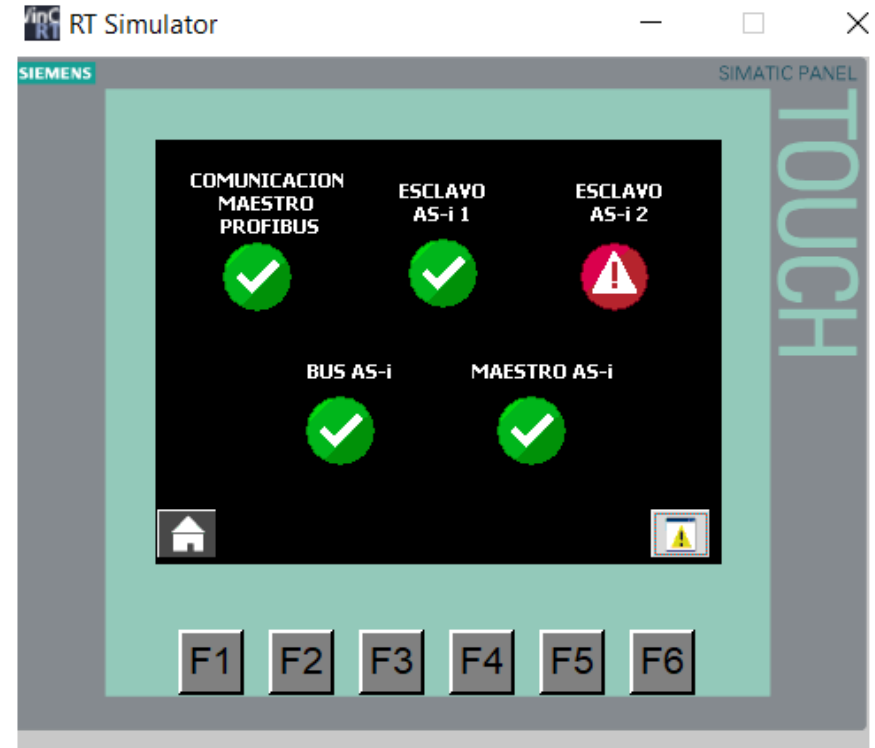 RT Simulator
SIEMENS
SIMATIC PANEL
TOUCH
COMUNICACION
MAESTRO
PROFIBUS
ESCLAVO
AS-i 1
ESCLAVO
AS-i 2
BUS AS-i
MAESTRO AS-i
F1 F2 F3 F4 F5 F6